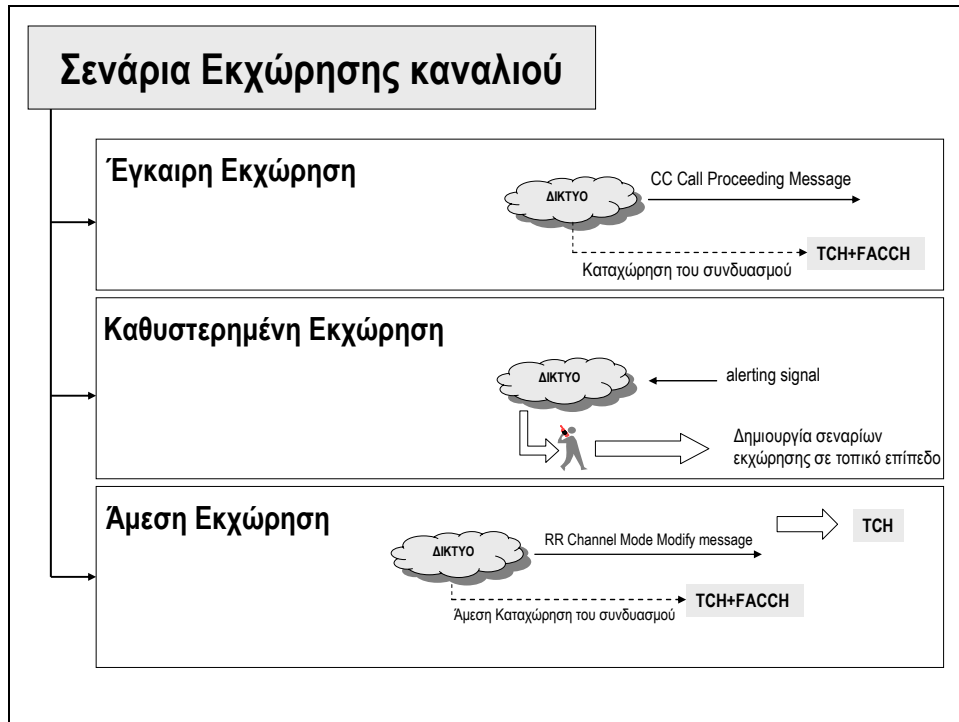 Σενάρια Εκχώρησης καναλιού
Έγκαιρη Εκχώρηση
ΔΙΚΤΥΟ
CC Call Proceeding Message
TCH+FACCH
Καταχώρηση του συνδυασμού
Καθυστερημένη Εκχώρηση
ΔΙΚΤΥΟ
alerting signal
Δημιουργία σεναρίων
εκχώρησης σε τοπικό επίπεδο
Άμεση Εκχώρηση
TCH
ΔΙΚΤΥΟ
RR Channel Mode Modify message
TCH+FACCH
Άμεση Καταχώρηση του συνδυασμού